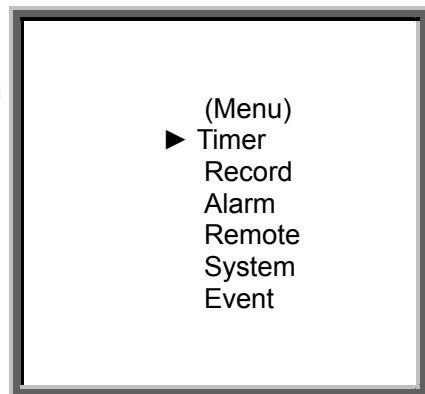 (Menu)
► Timer
Record
Alarm
Remote
System
Event